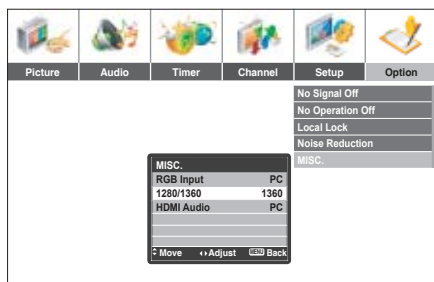 Picture Audio Timer Channel Setup Option
No Signal Off
No Operation Off
Local Lock
Noise Reduction
MISC.
MISC.
RGB Input PC
1280/1360 1360
HDMI Audio PC
Move Adjust MENU Back